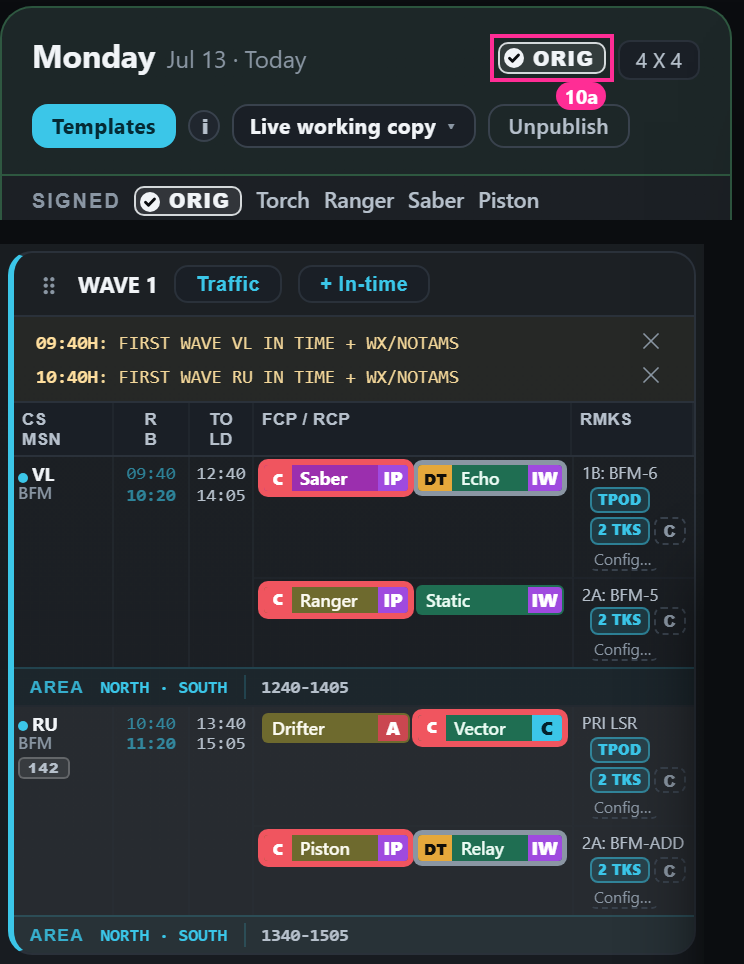 Monday Jul 13 · Today ORIG 4 X 4
10a
Templates i Live working copy Unpublish
SIGNED ORIG Torch Ranger Saber Piston
WAVE 1 Traffic + In-time
09:40H: FIRST WAVE VL IN TIME + WX/NOTAMS
10:40H: FIRST WAVE RU IN TIME + WX/NOTAMS
CS R TO FCP / RCP RMKS
MSN B LD
VL 09:40 12:40 C Saber IP DT Echo IW 1B: BFM-6
BFM 10:20 14:05 TPOD
2 TKS C
Config...
C Ranger IP Static IW 2A: BFM-5
2 TKS C
Config...
AREA NORTH · SOUTH 1240-1405
RU 10:40 13:40 Drifter A C Vector C PRI LSR
BFM 11:20 15:05 TPOD
142 2 TKS C
Config...
C Piston IP DT Relay IW 2A: BFM-ADD
2 TKS C
Config...
AREA NORTH · SOUTH 1340-1505